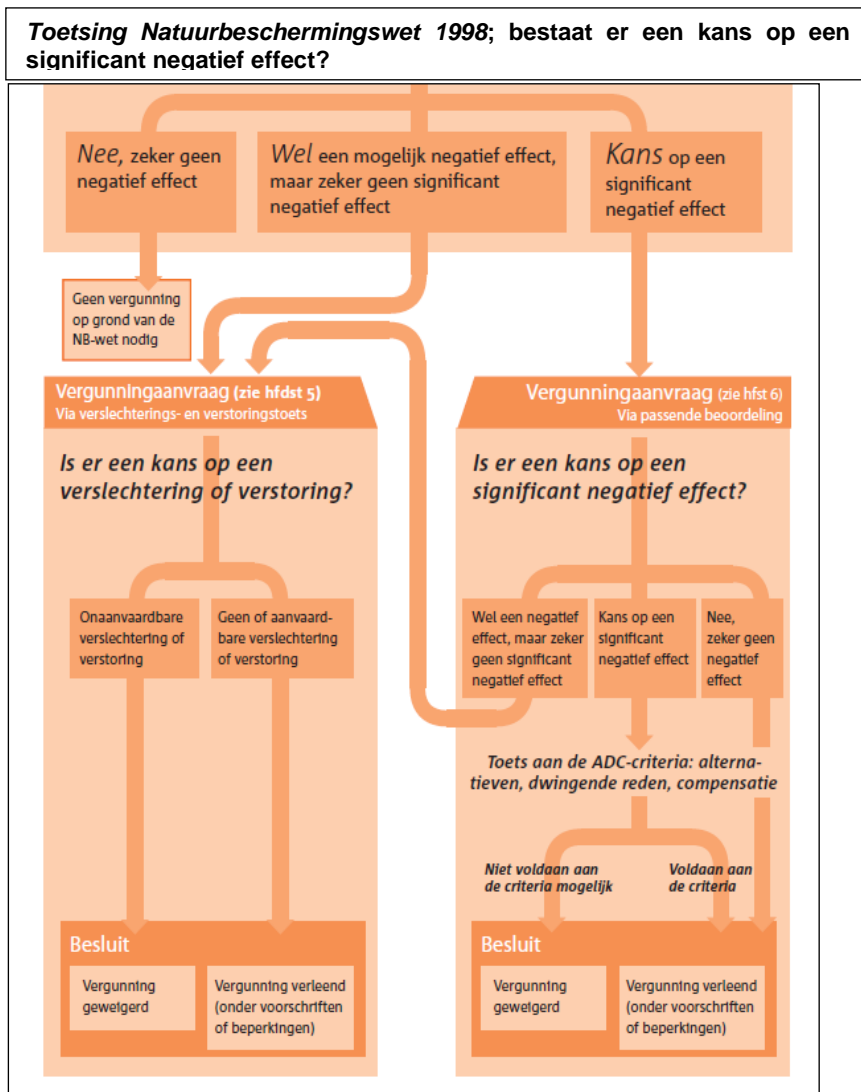 Toetsing Natuurbeschermingswet 1998; bestaat er een kans op een
significant negatief effect?
Nee, zeker geen
negatief effect
Wel een mogelijk negatief effect,
maar zeker geen significant
negatief effect
Kans op een
significant
negatief effect
Geen vergunning
op grond van de
NB-wet nodig
Vergunningaanvraag (zie hfdst 5)
Via verslechterings- en verstoringstoets
Is er een kans op een
verslechtering of verstoring?
Onaanvaardbare
verslechtering of
verstoring
Geen of aanvaard-
bare verslechtering
of verstoring
Besluit
Vergunning
geweigerd
Vergunning verleend
(onder voorschriften
of beperkingen)
Vergunningaanvraag (zie hfst 6)
Via passende beoordeling
Is er een kans op een
significant negatief effect?
Wel een negatief
effect, maar zeker
geen significant
negatief effect
Kans op een
significant
negatief effect
Nee,
zeker geen
negatief
effect
Toets aan de ADC-criteria: alterna-
tieven, dwingende reden, compensatie
Niet voldaan aan
de criteria mogelijk
Voldaan aan
de criteria
Besluit
Vergunning
geweigerd
Vergunning verleend
(onder voorschriften
of beperkingen)